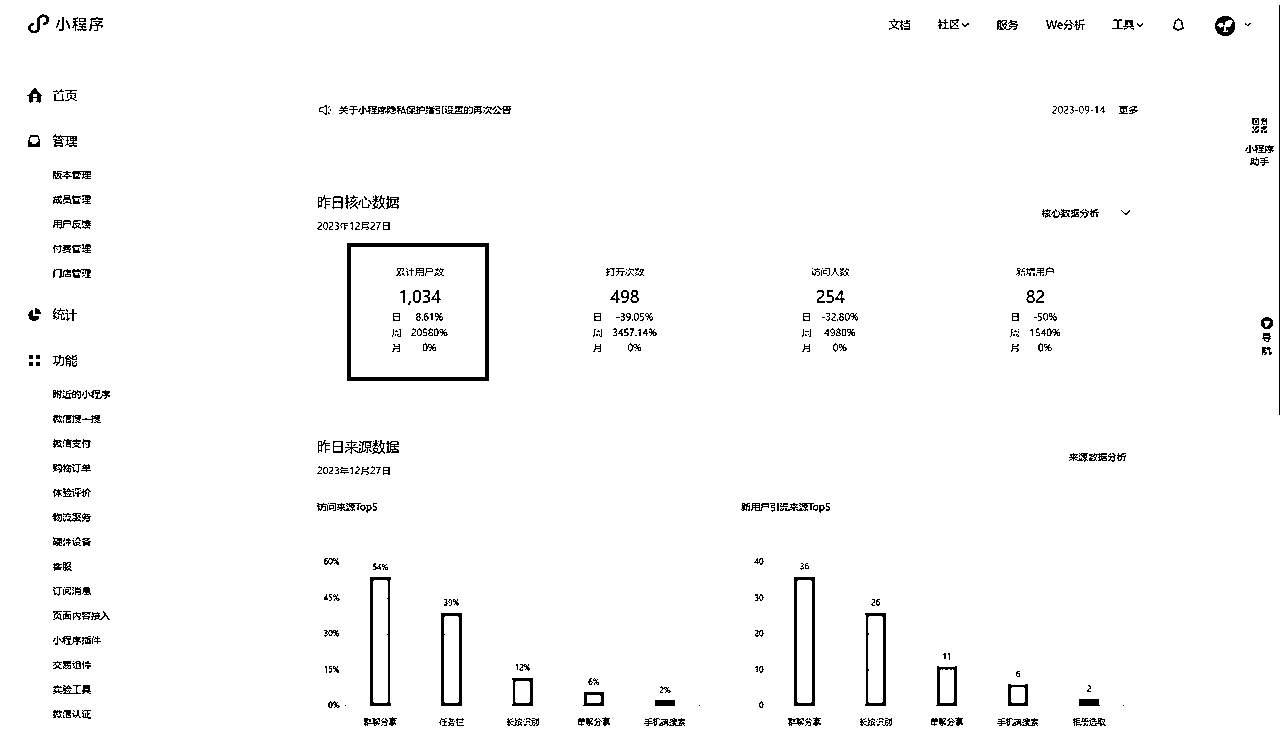 小程序
文档 社区 服务 We分析 工具
首页
管理
版本管理
成员管理
用户反馈
付费管理
门店管理
统计
功能
附近的小程序
微信搜一搜
微信支付
购物订单
体验评价
物流服务
硬件设备
客服
订阅消息
页面内容接入
小程序插件
交易组件
实验工具
微信认证
关于小程序隐私保护指引设置的再次公告 2023-09-14 更多
昨日核心数据
2023年12月27日
核心数据分析
累计用户数 打开次数 访问人数 新增用户
1,034 498 254 82
日 8.61% 日 -39.05% 日 -32.80% 日 -50%
周 20580% 周 3457.14% 周 4980% 周 1540%
月 0% 月 0% 月 0% 月 0%
昨日来源数据
2023年12月27日
来源数据分析
访问来源Top5
60%
45%
30%
15%
0%
54% 39% 12% 6% 2%
群聊分享 任务栏 长按识别 单聊分享 手机端搜索
新用户引流来源Top5
40
30
20
10
0
36 26 11 6 2
群聊分享 长按识别 单聊分享 手机端搜索 相册选取
小程序
助手
导
航